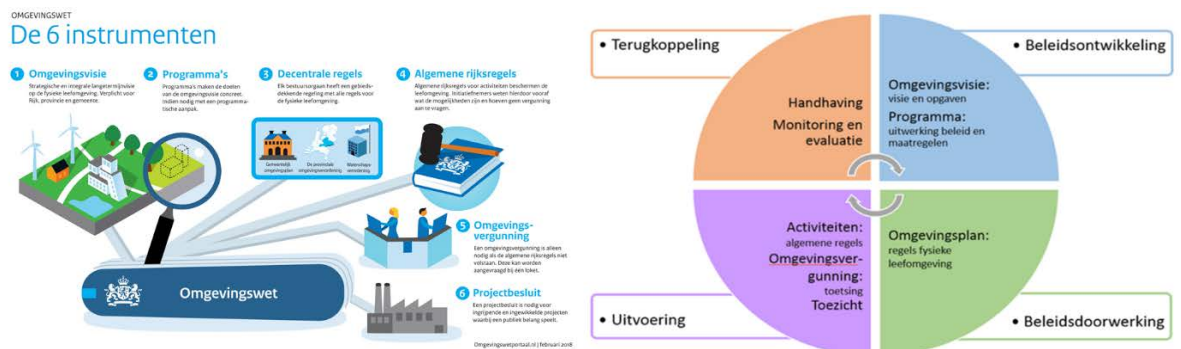 OMGEVINGSWET
De 6 instrumenten
1 Omgevingsvisie
Strategische en integrale langetermijnvisie
op de fysieke leefomgeving. Verplicht voor
Rijk, provincie en gemeente.
2 Programma's
Programma's maken de doelen
van de omgevingsvisie concreet.
Indien nodig met een programma-
tische aanpak.
3 Decentrale regels
Elk bestuursorgaan heeft een gebieds-
dekkende regeling met alle regels voor
de fysieke leefomgeving.
Gemeentelijk
omgevingsplan
De provinciale
omgevingsverordening
Waterschaps-
verordening
4 Algemene rijksregels
Algemene rijksregels voor activiteiten beschermen de
leefomgeving. Initiatiefnemers weten hierdoor vooraf
wat de mogelijkheden zijn en hoeven geen vergunning
aan te vragen.
5 Omgevings-
vergunning
Een omgevingsvergunning is alleen
nodig als de algemene rijksregels niet
volstaan. Deze kan worden
aangevraagd bij één loket.
6 Projectbesluit
Een projectbesluit is nodig voor
ingrijpende en ingewikkelde projecten
waarbij een publiek belang speelt.
Omgevingswet
Omgevingswetportaal.nl | februari 2018
• Terugkoppeling
• Beleidsontwikkeling
Handhaving
Monitoring en
evaluatie
Omgevingsvisie:
visie en opgaven
Programma:
uitwerking beleid en
maatregelen
Activiteiten:
algemene regels
Omgevingsver-
gunning:
toetsing
Toezicht
Omgevingsplan:
regels fysieke
leefomgeving
• Uitvoering
• Beleidsdoorwerking